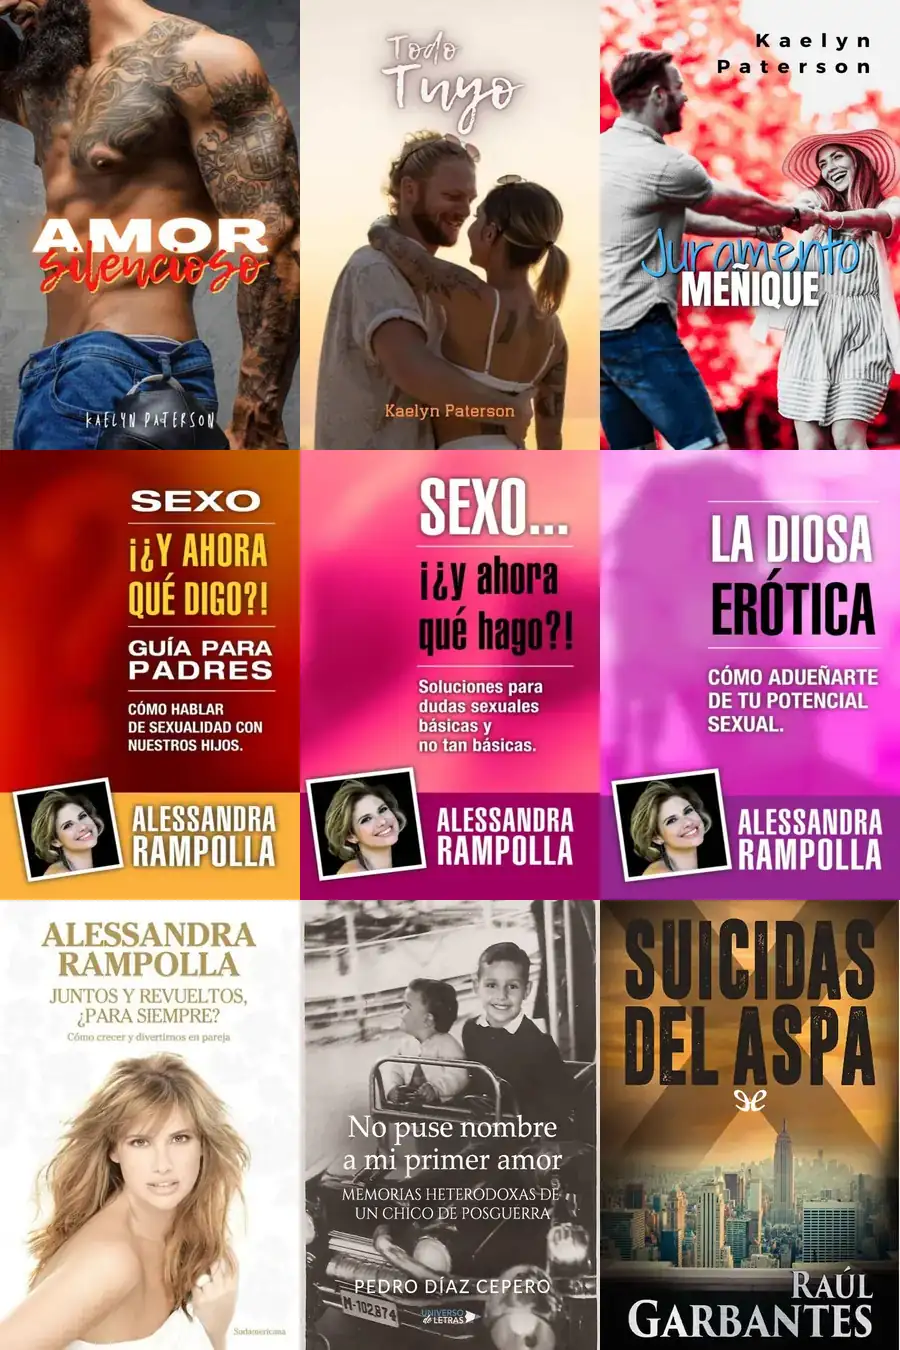 AMOR
silencioso
KAELYN PATERSON
Todo
Tuyo
Kaelyn Paterson
Kaelyn
Paterson
Juramento
MEÑIQUE
SEXO
¡¿Y AHORA
QUÉ DIGO?!
GUÍA PARA
PADRES
CÓMO HABLAR
DE SEXUALIDAD CON
NUESTROS HIJOS.
ALESSANDRA
RAMPOLLA
SEXO...
¡¿y ahora
qué hago?!
Soluciones para
dudas sexuales
básicas y
no tan básicas.
ALESSANDRA
RAMPOLLA
LA DIOSA
ERÓTICA
CÓMO ADUEÑARTE
DE TU POTENCIAL
SEXUAL.
ALESSANDRA
RAMPOLLA
ALESSANDRA
RAMPOLLA
JUNTOS Y REVUELTOS,
¿PARA SIEMPRE?
Cómo crecer y divertirnos en pareja
Sudamericana
No puse nombre
a mi primer amor
MEMORIAS HETERODOXAS DE
UN CHICO DE POSGUERRA
PEDRO DÍAZ CEPERO
M-102.874
UNIVERSO
de LETRAS
SUICIDAS
DEL ASPA
RAÚL
GARBANTES